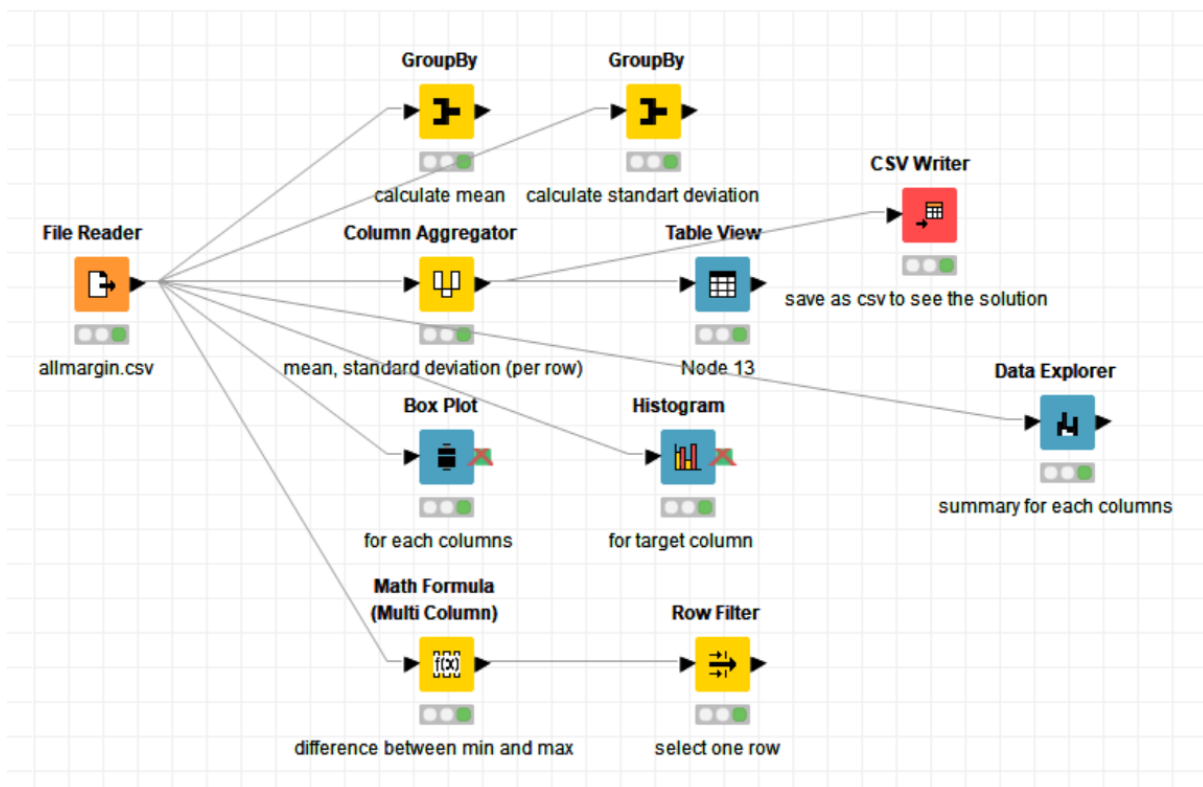 GroupBy
GroupBy
calculate mean
calculate standart deviation
CSV Writer
save as csv to see the solution
File Reader
allmargin.csv
Column Aggregator
mean, standard deviation (per row)
Table View
Node 13
Data Explorer
summary for each columns
Box Plot
for each columns
Histogram
for target column
Math Formula
(Multi Column)
f(x)
difference between min and max
Row Filter
select one row